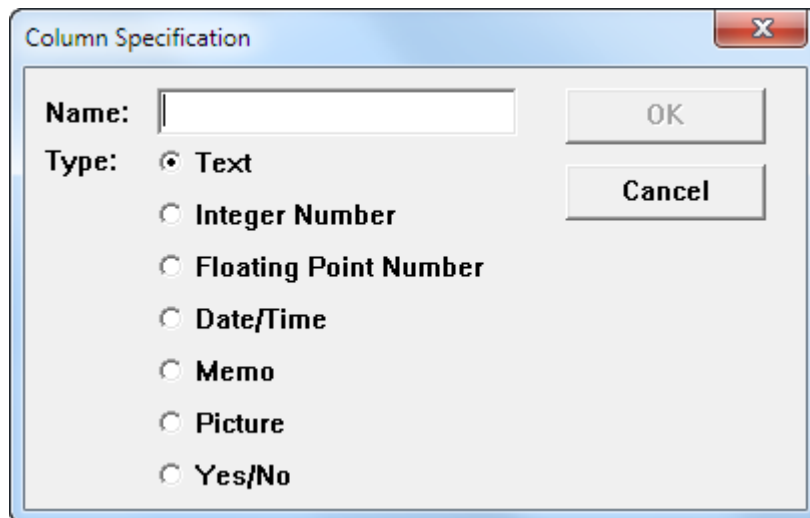 Column Specification
Name:
OK
Type:
Text
Cancel
Integer Number
Floating Point Number
Date/Time
Memo
Picture
Yes/No